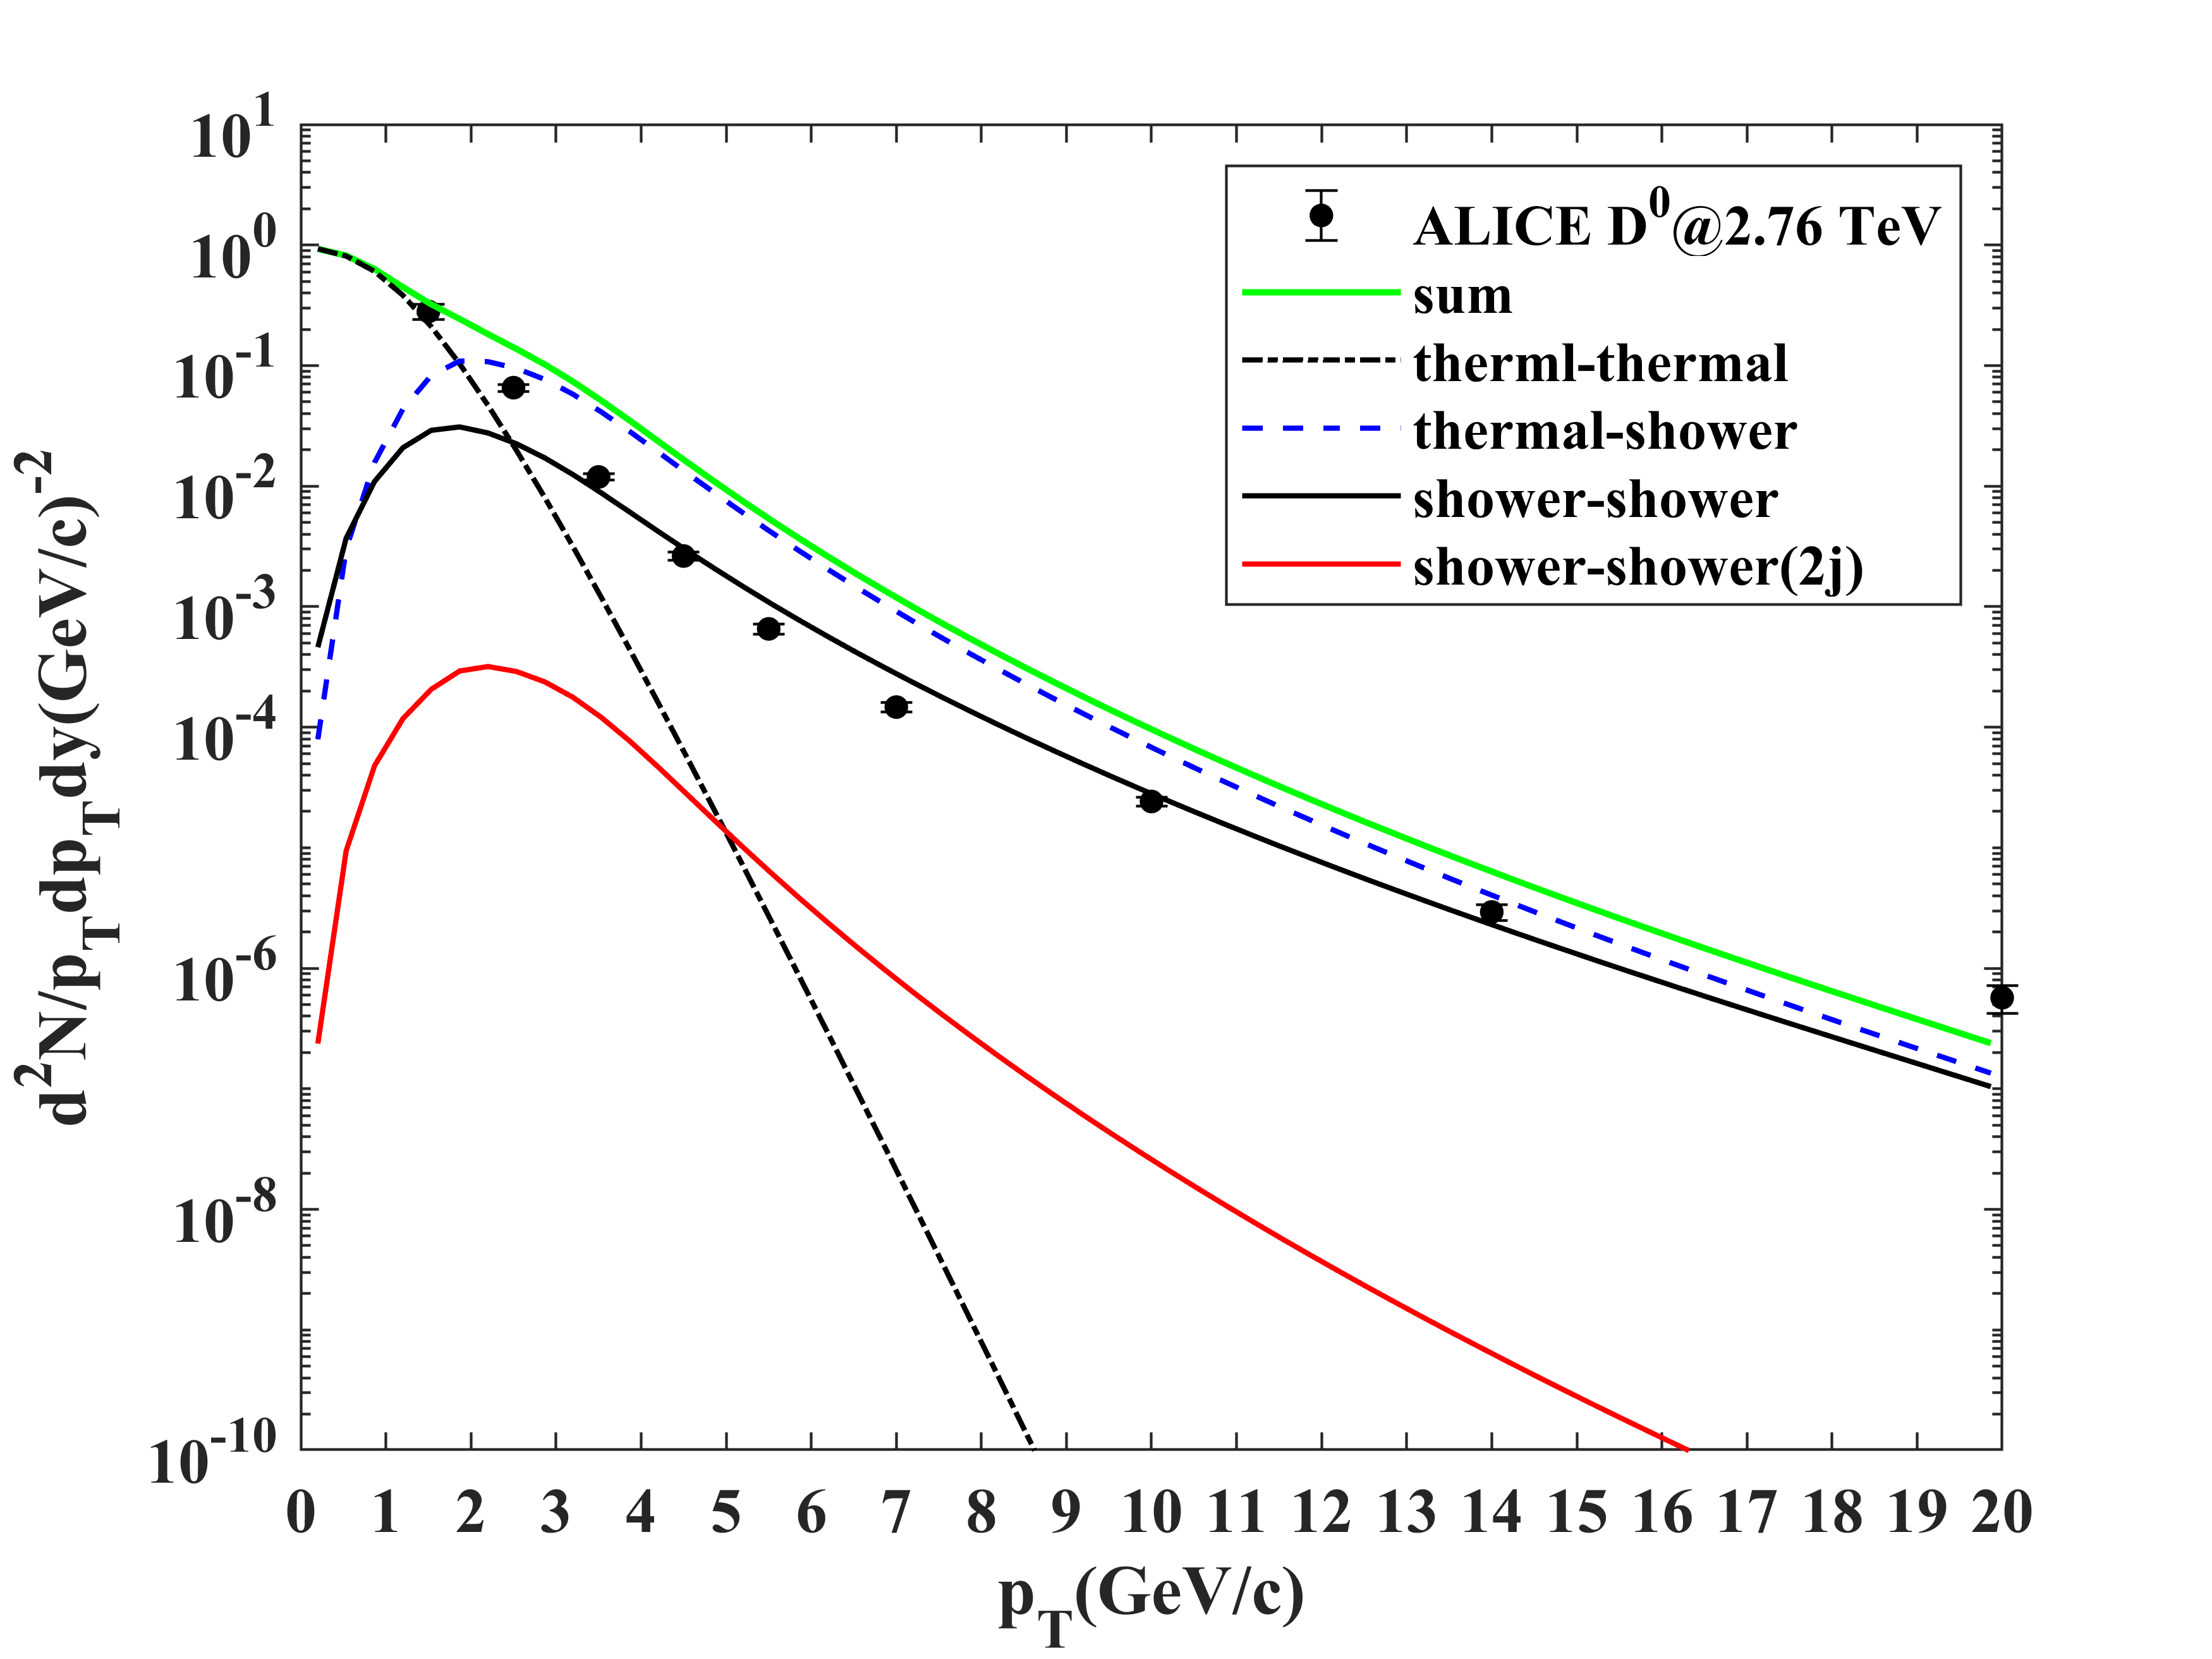 10^1
10^0
10^-1
10^-2
10^-3
10^-4
10^-6
10^-8
10^-10
d^2N/p_Tdp_Tdy(GeV/c)^-2
ALICE D^0@2.76 TeV
sum
therml-thermal
thermal-shower
shower-shower
shower-shower(2j)
0 1 2 3 4 5 6 7 8 9 10 11 12 13 14 15 16 17 18 19 20
p_T(GeV/c)